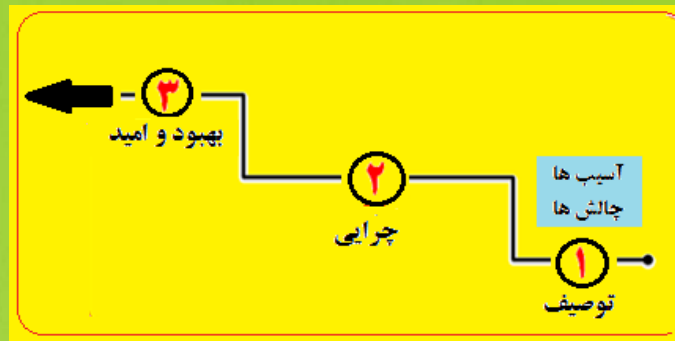 آسیب ها
چالش ها
۱
توصیف
۲
چرایی
۳
بهبود و امید